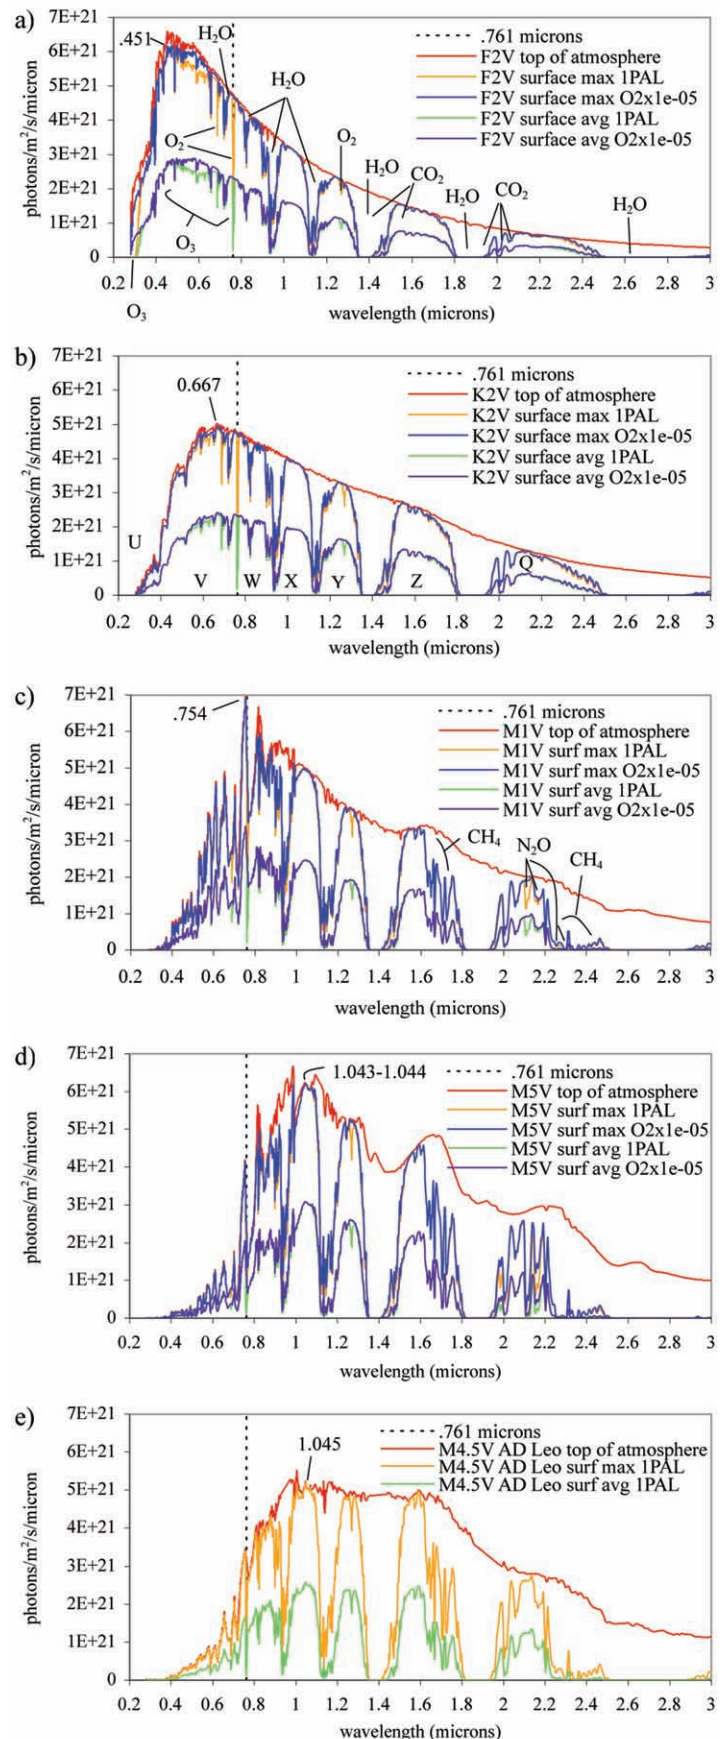 a)
7E+21
6E+21
5E+21
4E+21
3E+21
2E+21
1E+21
0
photons/m²/s/micron
.451
H₂O
H₂O
O₂
O₃
O₂
H₂O
CO₂
H₂O
CO₂
H₂O
.761 microns
F2V top of atmosphere
F2V surface max 1PAL
F2V surface max O2x1e-05
F2V surface avg 1PAL
F2V surface avg O2x1e-05
0.2 0.4 0.6 0.8 1 1.2 1.4 1.6 1.8 2 2.2 2.4 2.6 2.8 3
O₃
wavelength (microns)
b)
7E+21
6E+21
5E+21
4E+21
3E+21
2E+21
1E+21
0
photons/m²/s/micron
0.667
U
V W X Y Z Q
.761 microns
K2V top of atmosphere
K2V surface max 1PAL
K2V surface max O2x1e-05
K2V surface avg 1PAL
K2V surface avg O2x1e-05
0.2 0.4 0.6 0.8 1 1.2 1.4 1.6 1.8 2 2.2 2.4 2.6 2.8 3
wavelength (microns)
c)
7E+21
6E+21
5E+21
4E+21
3E+21
2E+21
1E+21
0
photons/m²/s/micron
.754
.761 microns
M1V top of atmosphere
M1V surf max 1PAL
M1V surf max O2x1e-05
M1V surf avg 1PAL
M1V surf avg O2x1e-05
CH₄
N₂O
CH₄
0.2 0.4 0.6 0.8 1 1.2 1.4 1.6 1.8 2 2.2 2.4 2.6 2.8 3
wavelength (microns)
d)
7E+21
6E+21
5E+21
4E+21
3E+21
2E+21
1E+21
0
photons/m²/s/micron
1.043-1.044
.761 microns
M5V top of atmosphere
M5V surf max 1PAL
M5V surf max O2x1e-05
M5V surf avg 1PAL
M5V surf avg O2x1e-05
0.2 0.4 0.6 0.8 1 1.2 1.4 1.6 1.8 2 2.2 2.4 2.6 2.8 3
wavelength (microns)
e)
7E+21
6E+21
5E+21
4E+21
3E+21
2E+21
1E+21
0
photons/m²/s/micron
1.045
.761 microns
M4.5V AD Leo top of atmosphere
M4.5V AD Leo surf max 1PAL
M4.5V AD Leo surf avg 1PAL
0.2 0.4 0.6 0.8 1 1.2 1.4 1.6 1.8 2 2.2 2.4 2.6 2.8 3
wavelength (microns)